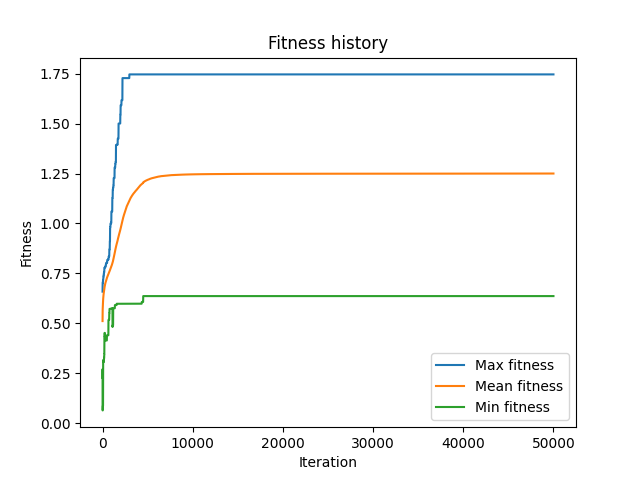 Fitness history
Fitness
1.75
1.50
1.25
1.00
0.75
0.50
0.25
0.00
Max fitness
Mean fitness
Min fitness
0 10000 20000 30000 40000 50000
Iteration